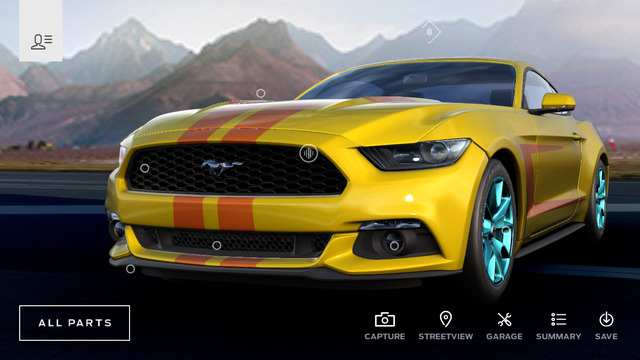 ALL PARTS
CAPTURE
STREETVIEW
GARAGE
SUMMARY
SAVE